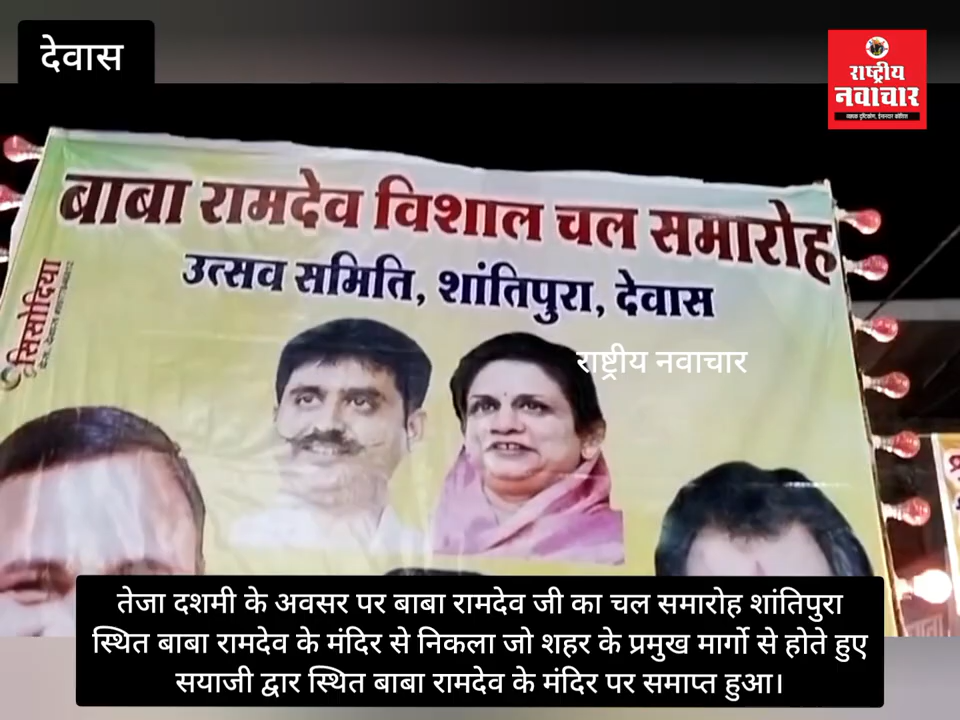 देवास
राष्ट्रीय
नवाचार
बाबा रामदेव विशाल चल समारोह
उत्सव समिति, शांतिपुरा, देवास
सिसोदिया
राष्ट्रीय नवाचार
तेजा दशमी के अवसर पर बाबा रामदेव जी का चल समारोह शांतिपुरा
स्थित बाबा रामदेव के मंदिर से निकला जो शहर के प्रमुख मार्गो से होते हुए
सयाजी द्वार स्थित बाबा रामदेव के मंदिर पर समाप्त हुआ।